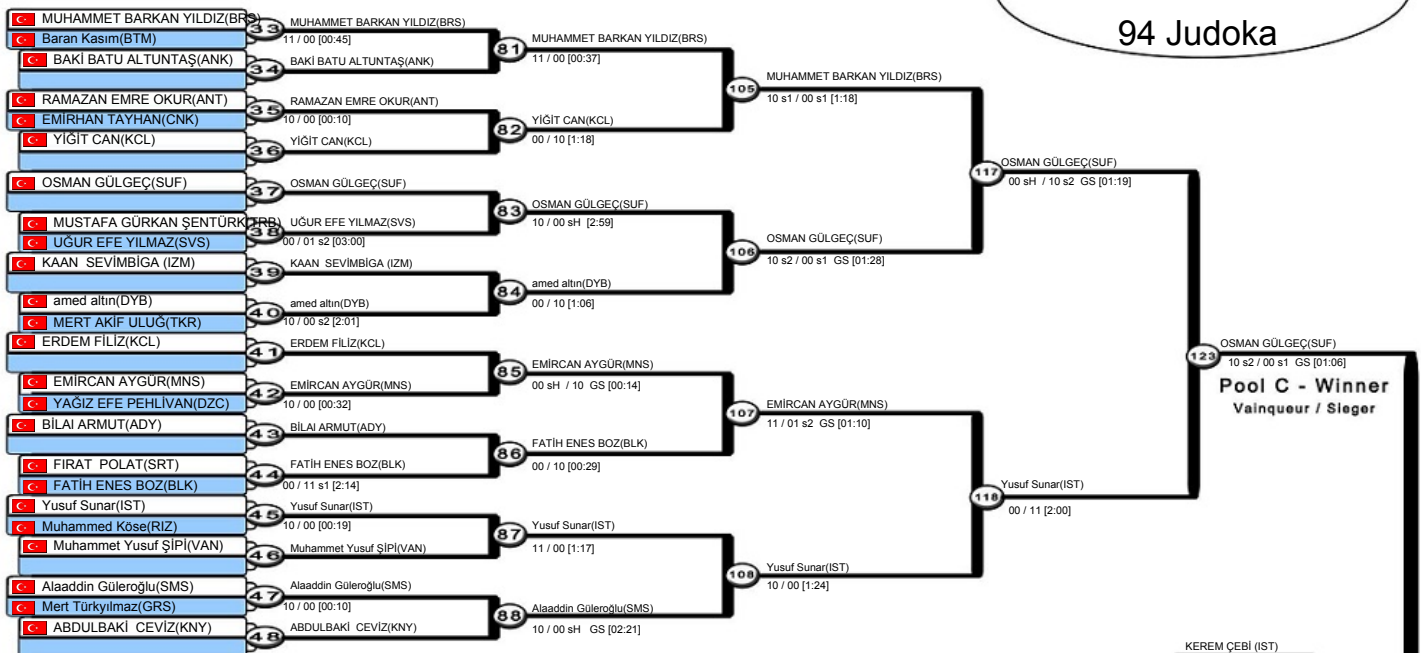 94 Judoka
MUHAMMET BARKAN YILDIZ(BRS)
Baran Kasım(BTM)
BAKİ BATU ALTUNTAŞ(ANK)
RAMAZAN EMRE OKUR(ANT)
EMİRHAN TAYHAN(CNK)
YİĞİT CAN(KCL)
OSMAN GÜLGEÇ(SUF)
MUSTAFA GÜRKAN ŞENTÜRK(TRB)
UĞUR EFE YILMAZ(SVS)
KAAN SEVİMBİGA (IZM)
amed altın(DYB)
MERT AKİF ULUĞ(TKR)
ERDEM FİLİZ(KCL)
EMİRCAN AYGÜR(MNS)
YAĞIZ EFE PEHLİVAN(DZC)
BİLAI ARMUT(ADY)
FIRAT POLAT(SRT)
FATİH ENES BOZ(BLK)
Yusuf Sunar(IST)
Muhammed Köse(RIZ)
Muhammet Yusuf ŞİPİ(VAN)
Alaaddin Güleroğlu(SMS)
Mert Türkyılmaz(GRS)
ABDULBAKİ CEVİZ(KNY)
33
MUHAMMET BARKAN YILDIZ(BRS)
11 / 00 [00:45]
34
BAKİ BATU ALTUNTAŞ(ANK)
35
RAMAZAN EMRE OKUR(ANT)
10 / 00 [00:10]
36
YİĞİT CAN(KCL)
37
OSMAN GÜLGEÇ(SUF)
38
UĞUR EFE YILMAZ(SVS)
00 / 01 s2 [03:00]
39
KAAN SEVİMBİGA (IZM)
40
amed altın(DYB)
10 / 00 s2 [2:01]
41
ERDEM FİLİZ(KCL)
42
EMİRCAN AYGÜR(MNS)
10 / 00 [00:32]
43
BİLAI ARMUT(ADY)
44
FATİH ENES BOZ(BLK)
00 / 11 s1 [2:14]
45
Yusuf Sunar(IST)
10 / 00 [00:19]
46
Muhammet Yusuf ŞİPİ(VAN)
47
Alaaddin Güleroğlu(SMS)
10 / 00 [00:10]
48
ABDULBAKİ CEVİZ(KNY)
81
MUHAMMET BARKAN YILDIZ(BRS)
11 / 00 [00:37]
82
YİĞİT CAN(KCL)
00 / 10 [1:18]
83
OSMAN GÜLGEÇ(SUF)
10 / 00 sH [2:59]
84
amed altın(DYB)
00 / 10 [1:06]
85
EMİRCAN AYGÜR(MNS)
00 sH / 10 GS [00:14]
86
FATİH ENES BOZ(BLK)
00 / 10 [00:29]
87
Yusuf Sunar(IST)
11 / 00 [1:17]
88
Alaaddin Güleroğlu(SMS)
10 / 00 sH GS [02:21]
105
MUHAMMET BARKAN YILDIZ(BRS)
10 s1 / 00 s1 [1:18]
106
OSMAN GÜLGEÇ(SUF)
10 s2 / 00 s1 GS [01:28]
107
EMİRCAN AYGÜR(MNS)
11 / 01 s2 GS [01:10]
108
Yusuf Sunar(IST)
10 / 00 [1:24]
117
OSMAN GÜLGEÇ(SUF)
00 sH / 10 s2 GS [01:19]
118
Yusuf Sunar(IST)
00 / 11 [2:00]
123
OSMAN GÜLGEÇ(SUF)
10 s2 / 00 s1 GS [01:06]
Pool C - Winner
Vainqueur / Sieger
KEREM ÇEBİ (IST)